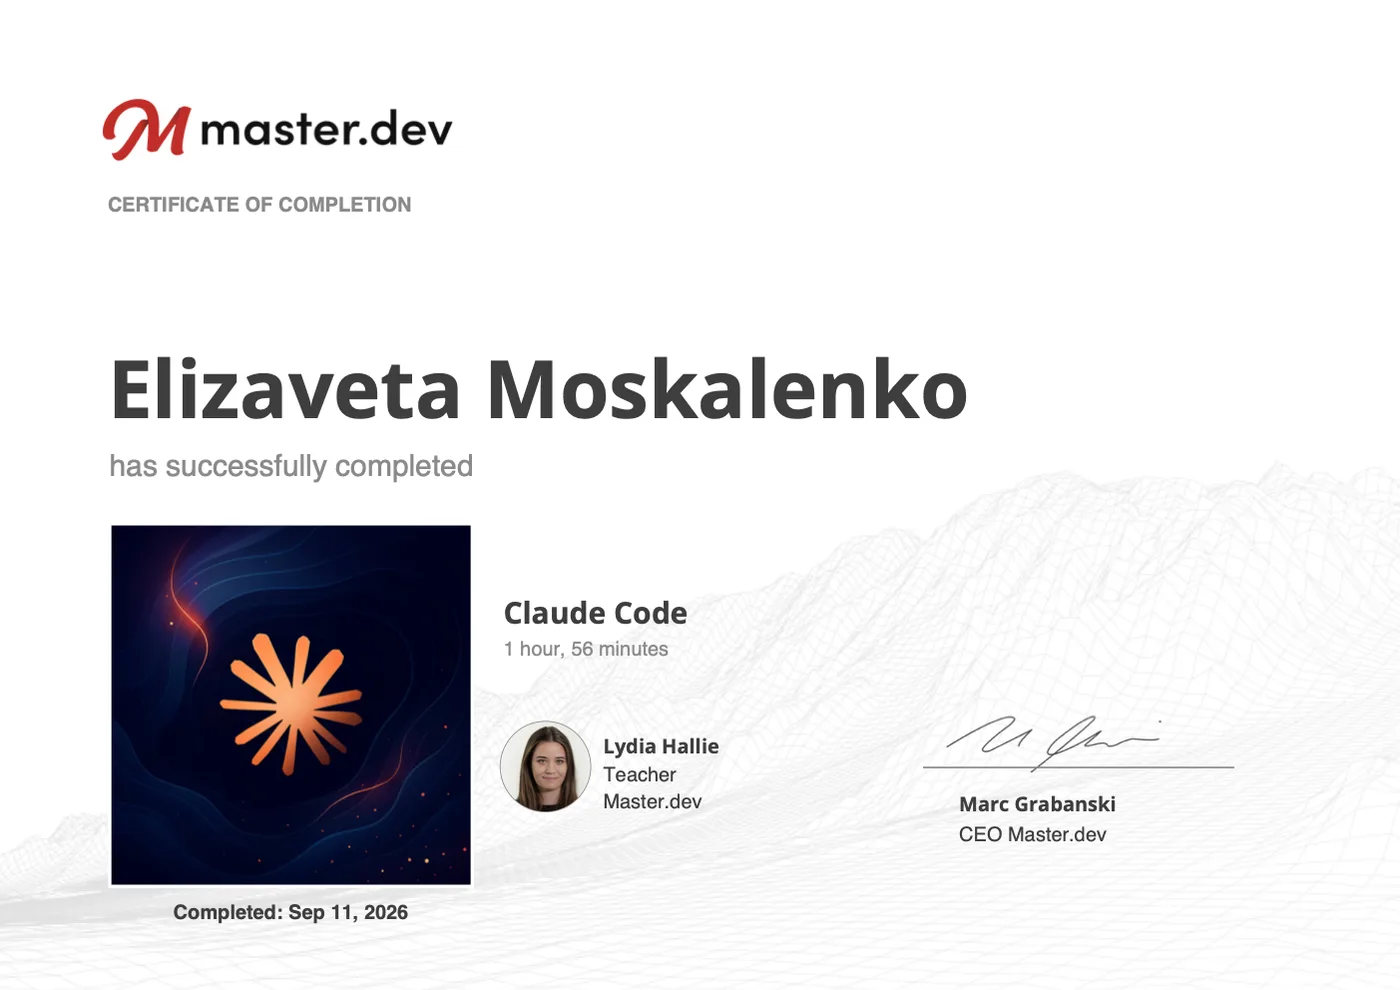 master.dev
CERTIFICATE OF COMPLETION
Elizaveta Moskalenko
has successfully completed
Claude Code
1 hour, 56 minutes
Lydia Hallie
Teacher
Master.dev
Marc Grabanski
CEO Master.dev
Completed: Sep 11, 2026